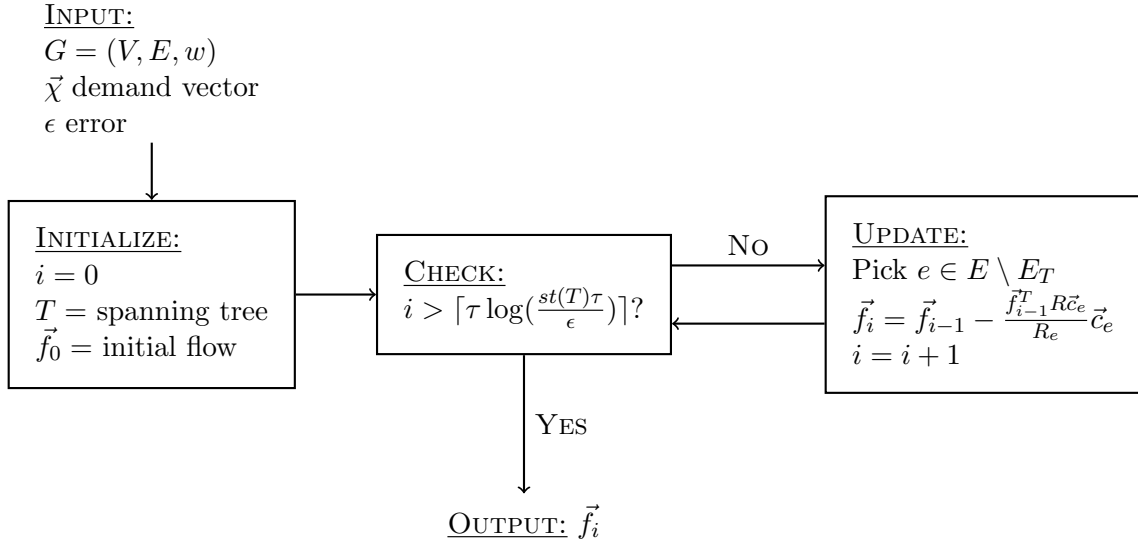 INPUT:
G = (V, E, w)
χ⃗ demand vector
ϵ error
INITIALIZE:
i = 0
T = spanning tree
f⃗₀ = initial flow
CHECK:
i > ⌈τ log(st(T)τ/ϵ)⌉?
NO
UPDATE:
Pick e ∈ E \ E_T
f⃗ᵢ = f⃗ᵢ₋₁ − (f⃗ᵢ₋₁ᵀ R c⃗ₑ / Rₑ) c⃗ₑ
i = i + 1
YES
OUTPUT: f⃗ᵢ